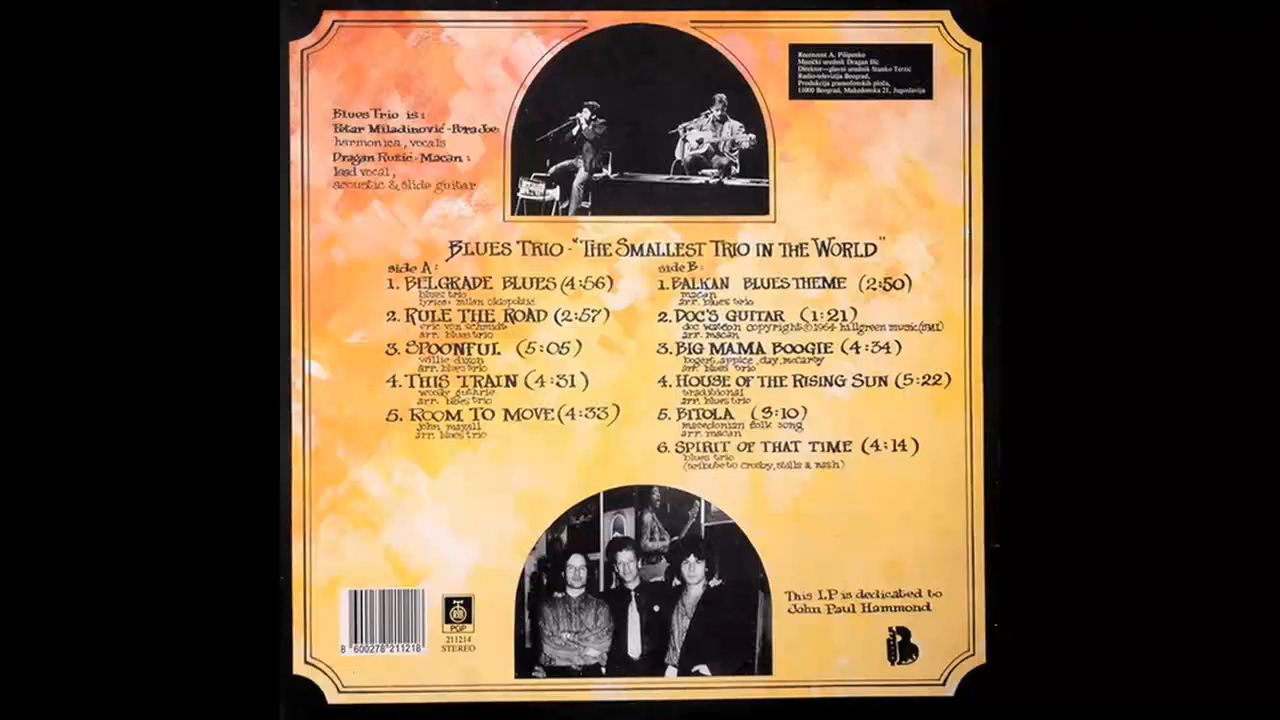 Recenzent A. Pilipenko
Muzički urednik Dragan Ilić
Direktor—glavni urednik Stanko Terzić
Radio-televizija Beograd,
Produkcija gramofonskih ploča,
11000 Beograd, Makedonska 21, Jugoslavija
Blues Trio is:
Petar Miladinović - Pera Joe:
harmonica, vocals
Dragan Ružić - Macan:
lead vocal,
acoustic & slide guitar
BLUES TRIO - "THE SMALLEST TRIO IN THE WORLD"
side A:
1. BELGRADE BLUES (4:56)
blues trio
lyrics: milan
2. RULE THE ROAD (2:57)
eric von schmidt
arr. blues trio
3. SPOONFUL (5:05)
willie dixon
arr. blues trio
4. THIS TRAIN (4:31)
woody guthrie
arr. blues trio
5. ROOM TO MOVE (4:33)
john mayall
arr. blues trio
side B:
1. BALKAN BLUES THEME (2:50)
macan
arr. blues trio
2. DOC'S GUITAR (1:21)
doc watson copyright © 1964 hillgreen music (BMI)
arr. macan
3. BIG MAMA BOOGIE (4:34)
bogert, appice, day, mccarty
arr. blues trio
4. HOUSE OF THE RISING SUN (5:22)
traditional
arr. blues trio
5. BITOLA (3:10)
macedonian folk song
arr. macan
6. SPIRIT OF THAT TIME (4:14)
blues trio
(tribute to crosby, stills & nash)
This LP is dedicated to
John Paul Hammond
8 600278 211218
RTB
PGP
211214
STEREO
B